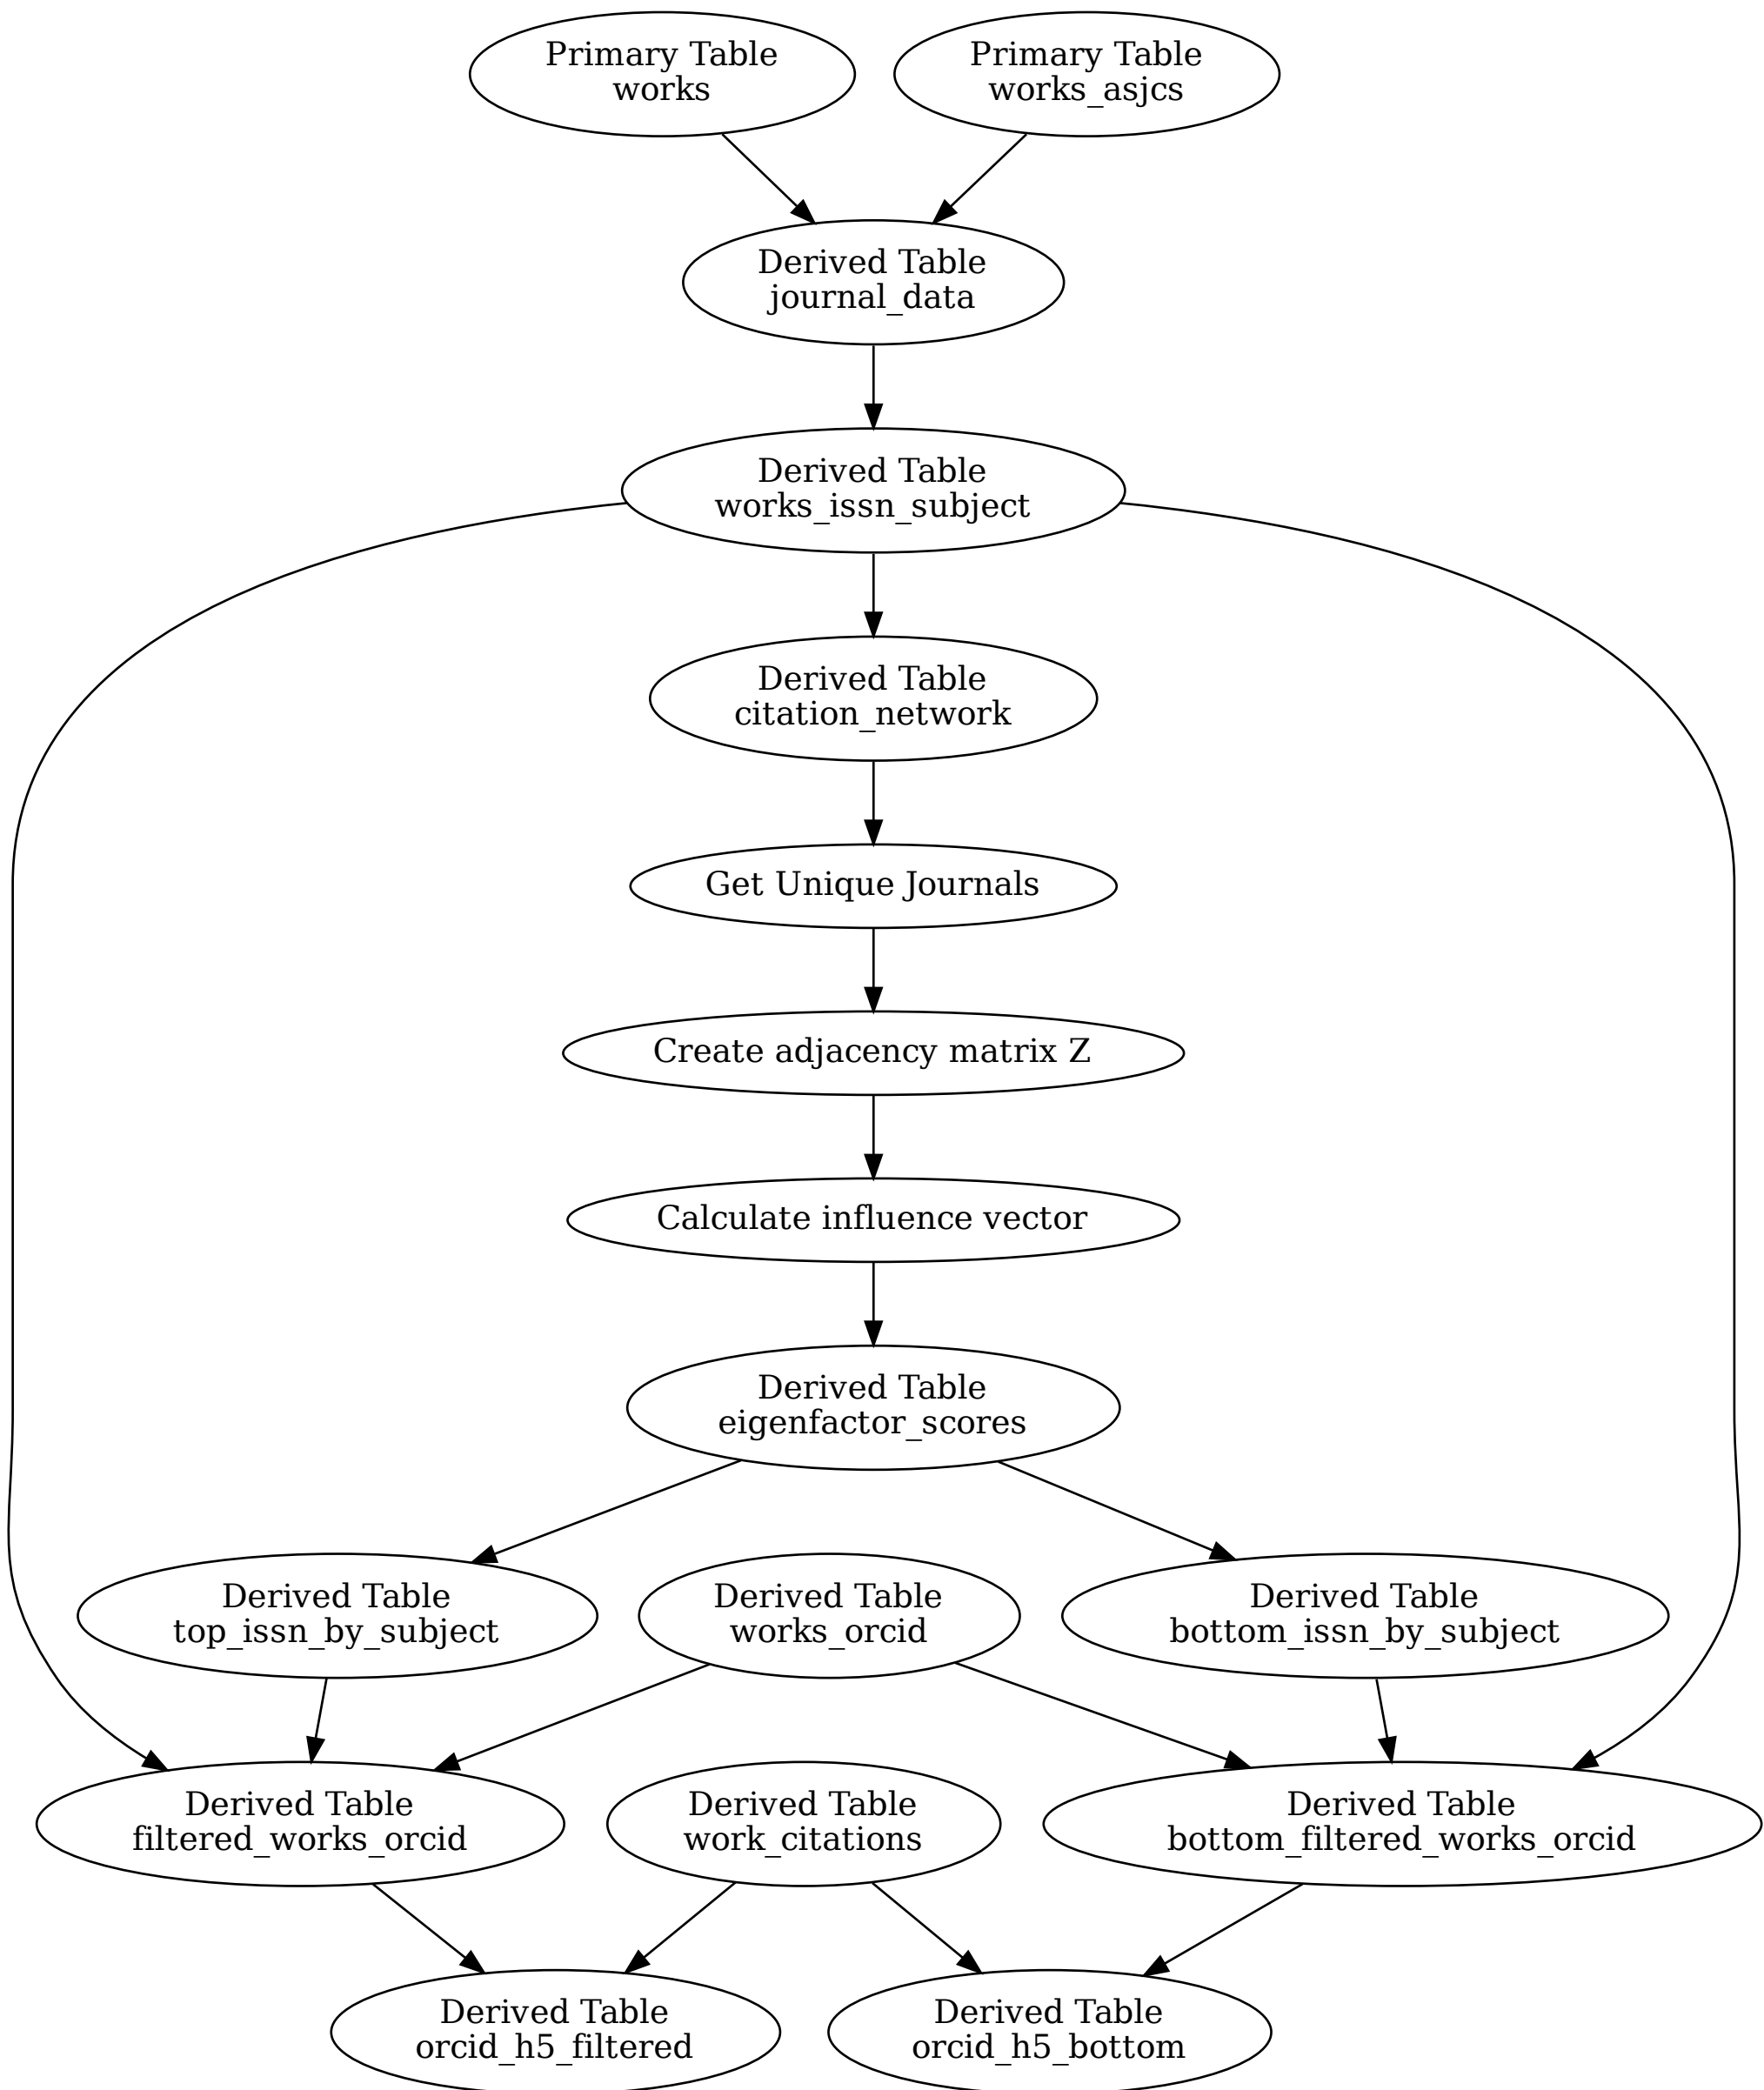 Primary Table
works
Primary Table
works_asjcs
Derived Table
journal_data
Derived Table
works_issn_subject
Derived Table
citation_network
Get Unique Journals
Create adjacency matrix Z
Calculate influence vector
Derived Table
eigenfactor_scores
Derived Table
top_issn_by_subject
Derived Table
works_orcid
Derived Table
bottom_issn_by_subject
Derived Table
filtered_works_orcid
Derived Table
work_citations
Derived Table
bottom_filtered_works_orcid
Derived Table
orcid_h5_filtered
Derived Table
orcid_h5_bottom